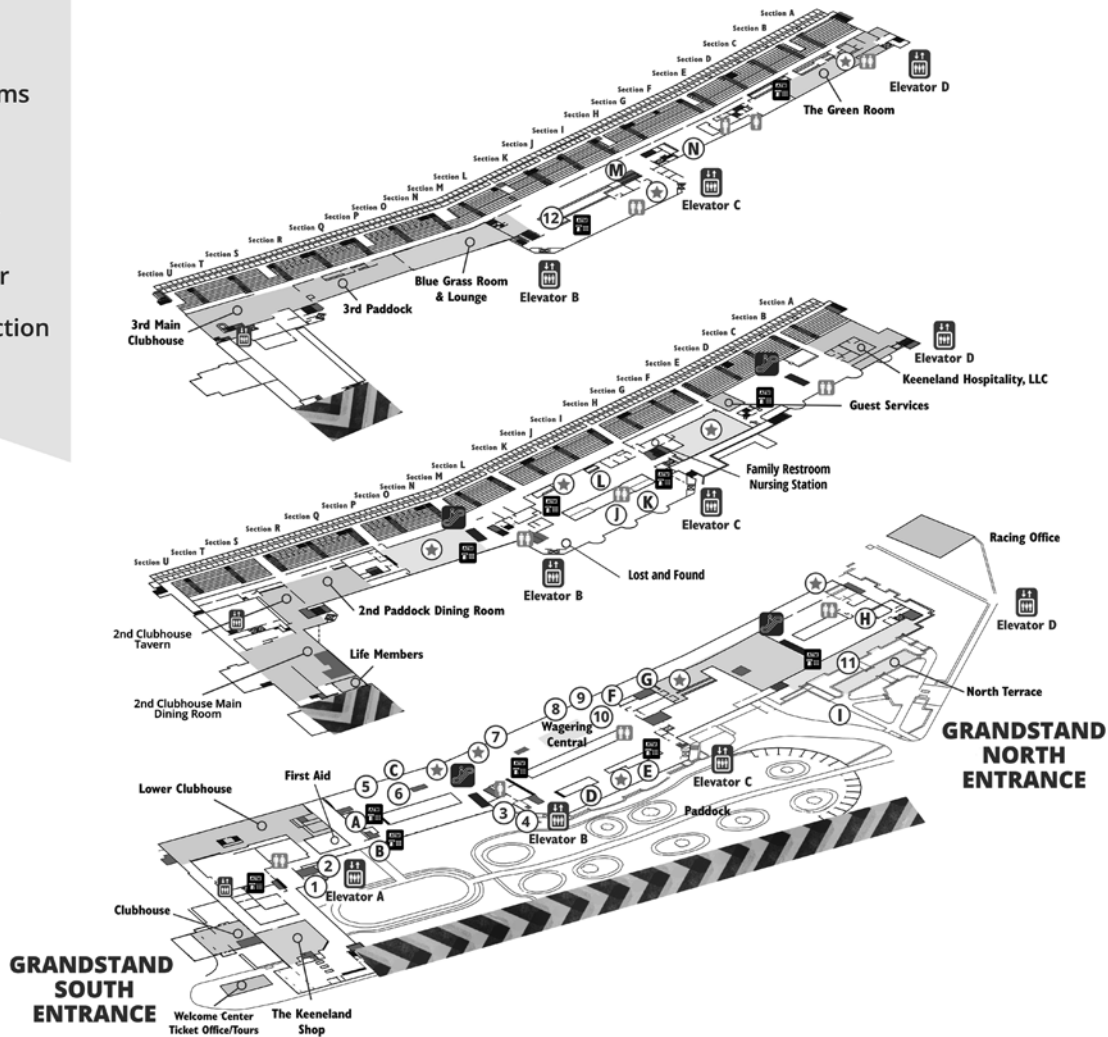 ms
r
ction
Section A
Section B
Section C
Section D
Section E
Section F
Section G
Section H
Section I
Section J
Section K
Section L
Section M
Section N
Section O
Section P
Section Q
Section R
Section S
Section T
Section U
Elevator D
The Green Room
N
M
Elevator C
12
Elevator B
Blue Grass Room
& Lounge
3rd Paddock
3rd Main
Clubhouse
Section A
Section B
Section C
Section D
Section E
Section F
Section G
Section H
Section I
Section J
Section K
Section L
Section M
Section N
Section O
Section P
Section Q
Section R
Section S
Section T
Section U
Elevator D
Keeneland Hospitality, LLC
Guest Services
Family Restroom
Nursing Station
L
K
J
Elevator C
Lost and Found
Elevator B
2nd Paddock Dining Room
2nd Clubhouse
Tavern
Life Members
2nd Clubhouse Main
Dining Room
Racing Office
Elevator D
H
11
North Terrace
I
GRANDSTAND
NORTH
ENTRANCE
G
F
9
8
10
Wagering
Central
7
E
Elevator C
D
Paddock
3
4
Elevator B
C
5
6
First Aid
Lower Clubhouse
A
B
2
1
Elevator A
Clubhouse
GRANDSTAND
SOUTH
ENTRANCE
Welcome Center
Ticket Office/Tours
The Keeneland
Shop